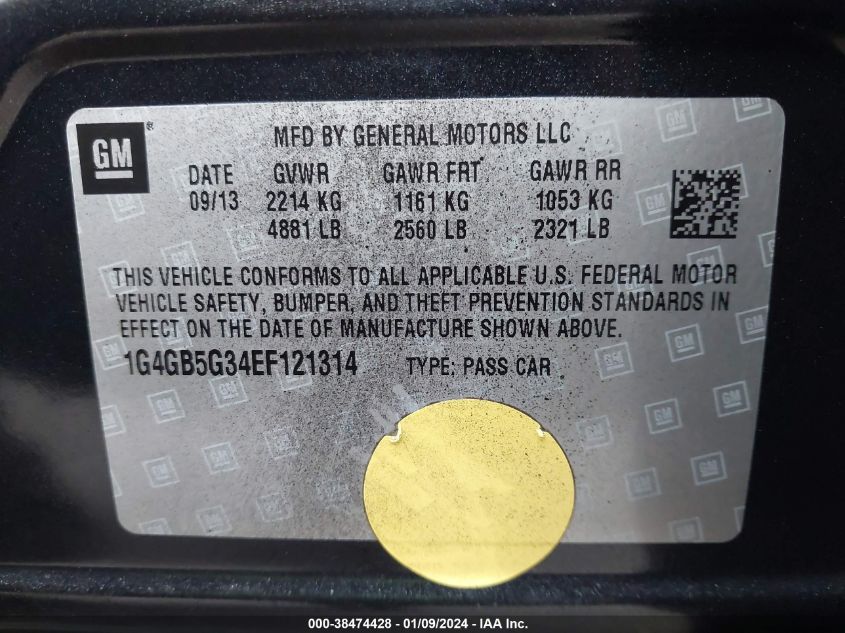 GM
MFD BY GENERAL MOTORS LLC
DATE GVWR GAWR FRT GAWR RR
09/13 2214 KG 1161 KG 1053 KG
4881 LB 2560 LB 2321 LB
THIS VEHICLE CONFORMS TO ALL APPLICABLE U.S. FEDERAL MOTOR
VEHICLE SAFETY, BUMPER, AND THEFT PREVENTION STANDARDS IN
EFFECT ON THE DATE OF MANUFACTURE SHOWN ABOVE.
1G4GB5G34EF121314 TYPE: PASS CAR
000-38474428 - 01/09/2024 - IAA Inc.